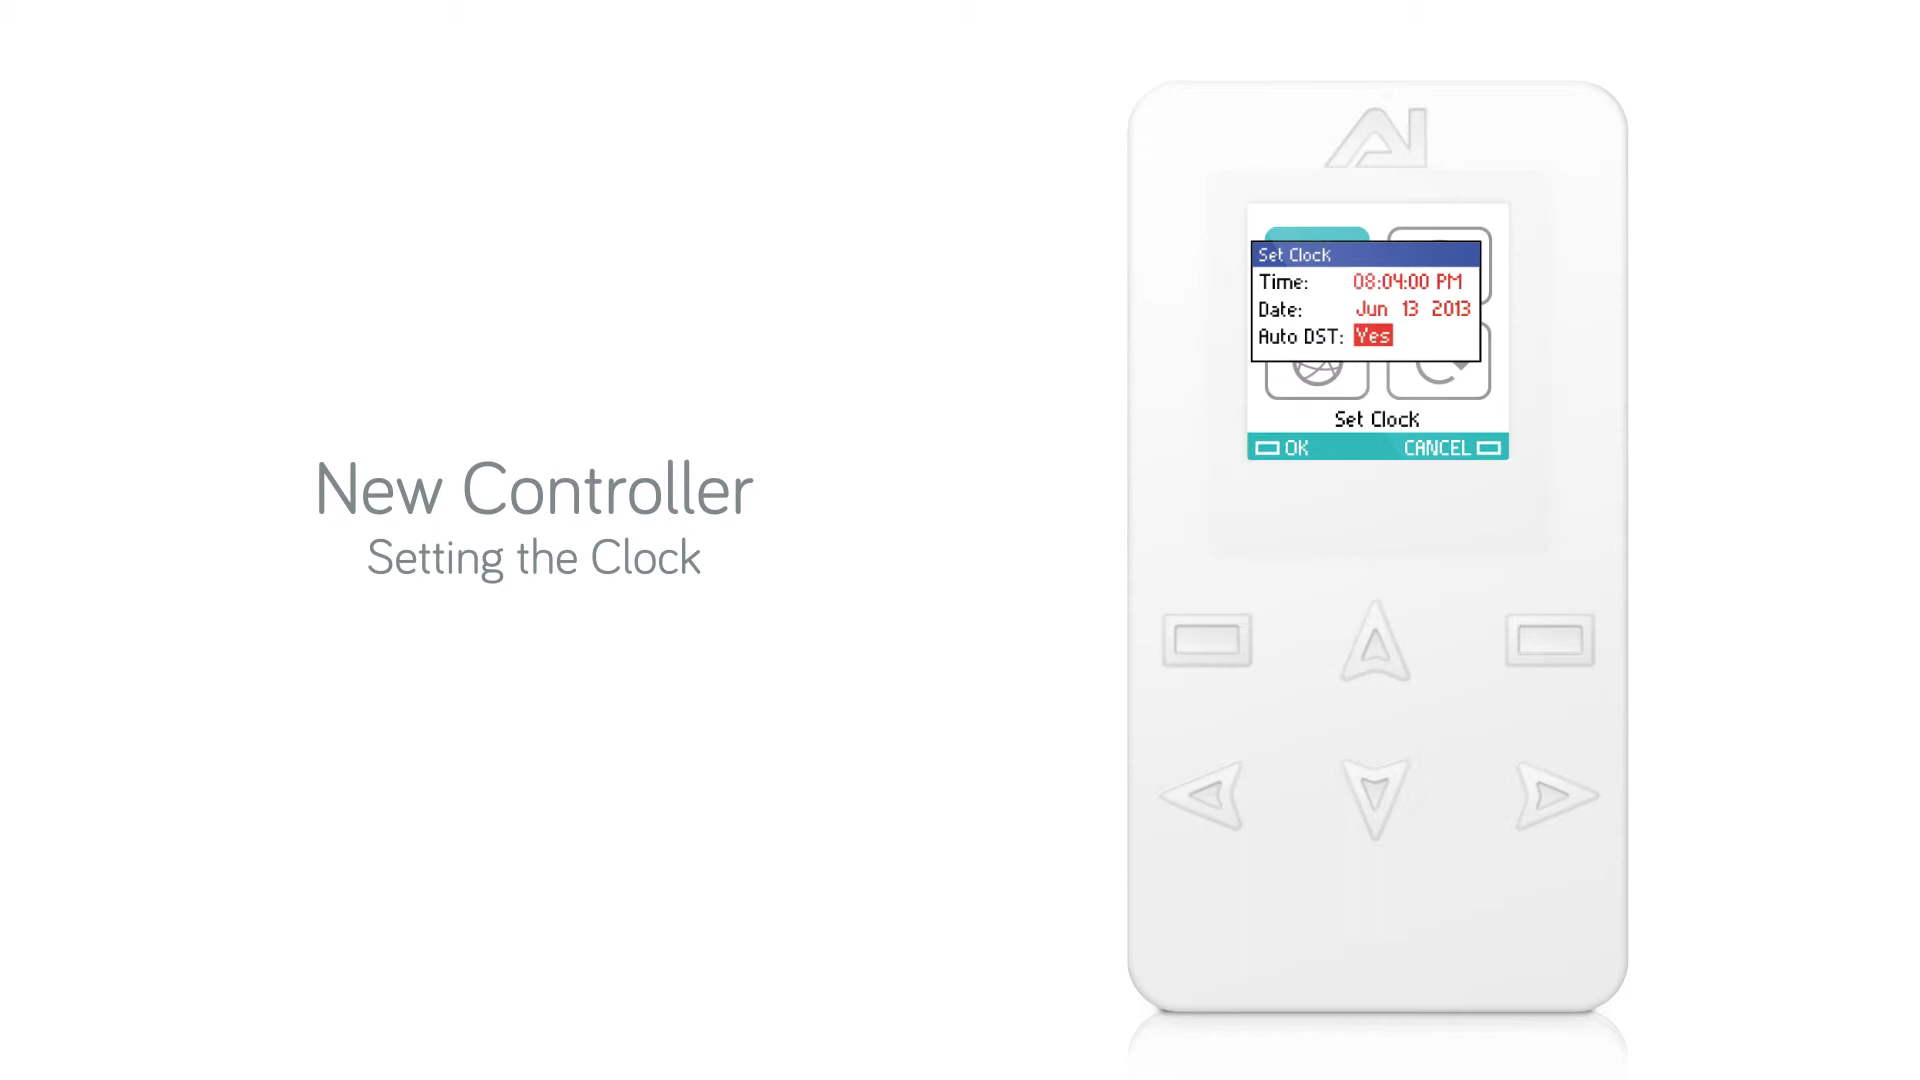 New Controller
Setting the Clock
AI
Set Clock
Time: 08:04:00 PM
Date: Jun 13 2013
Auto DST: Yes
Set Clock
OK CANCEL